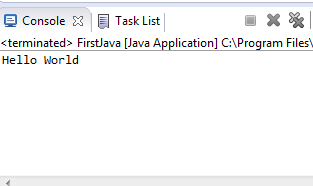 Console Task List
<terminated> FirstJava [Java Application] C:\Program Files\
Hello World